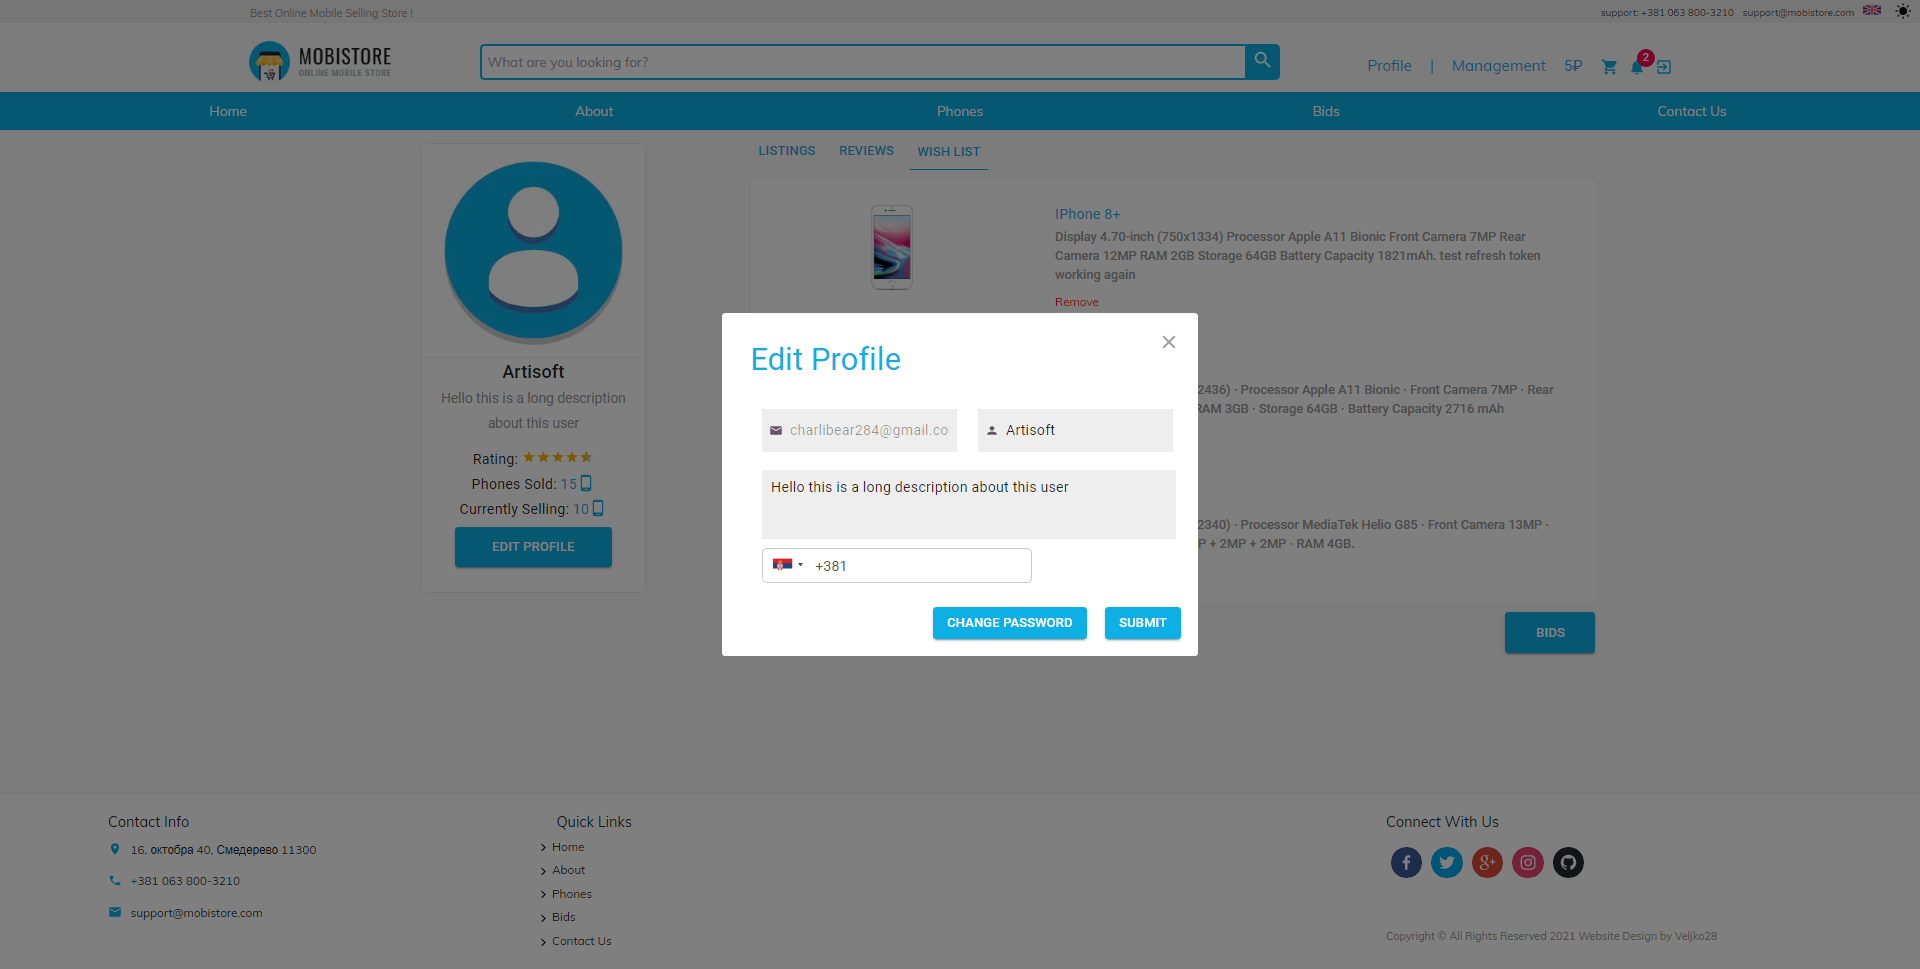 Best Online Mobile Selling Store !
support: +381 063 800-3210 support@mobistore.com
MOBISTORE
ONLINE MOBILE STORE
What are you looking for?
Profile | Management 5₽ 2
Home About Phones Bids Contact Us
LISTINGS REVIEWS WISH LIST
IPhone 8+
Display 4.70-inch (750x1334) Processor Apple A11 Bionic Front Camera 7MP Rear
Camera 12MP RAM 2GB Storage 64GB Battery Capacity 1821mAh. test refresh token
working again
Remove
2436) · Processor Apple A11 Bionic · Front Camera 7MP · Rear
RAM 3GB · Storage 64GB · Battery Capacity 2716 mAh
2340) · Processor MediaTek Helio G85 · Front Camera 13MP ·
P + 2MP + 2MP · RAM 4GB.
BIDS
Artisoft
Hello this is a long description
about this user
Rating:
Phones Sold: 15
Currently Selling: 10
EDIT PROFILE
Edit Profile
charlibear284@gmail.co
Artisoft
Hello this is a long description about this user
+381
CHANGE PASSWORD SUBMIT
Contact Info
16. октобра 40, Смедерево 11300
+381 063 800-3210
support@mobistore.com
Quick Links
Home
About
Phones
Bids
Contact Us
Connect With Us
Copyright © All Rights Reserved 2021 Website Design by Veljko28